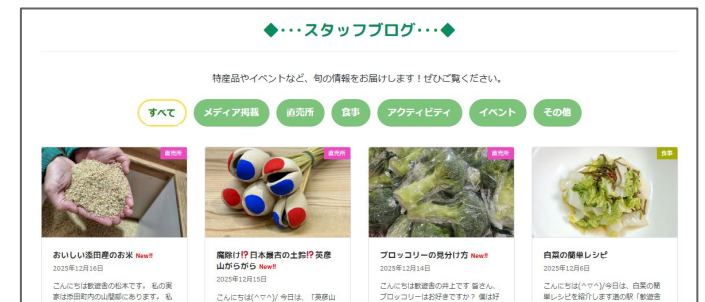 ◆･･･スタッフブログ･･･◆
特産品やイベントなど、旬の情報をお届けします！ぜひご覧ください。
すべて メディア掲載 直売所 食事 アクティビティ イベント その他
直売所 直売所 直売所 食事
おいしい添田産のお米 New!!
2025年12月16日
こんにちは歓遊舎の松本です。 私の実
家は添田町内の山間部にあります。 私
魔除け!?日本最古の土鈴!?英彦
山がらがら New!!
2025年12月15日
こんにちは(^▽^)/ 今日は、「英彦山
ブロッコリーの見分け方 New!!
2025年12月14日
こんにちは歓遊舎の井上です 皆さん、
ブロッコリーはお好きですか？ 僕は好
白菜の簡単レシピ
2025年12月6日
こんにちは(^▽^)/今日は、白菜の簡
単レシピを紹介します道の駅「歓遊舎